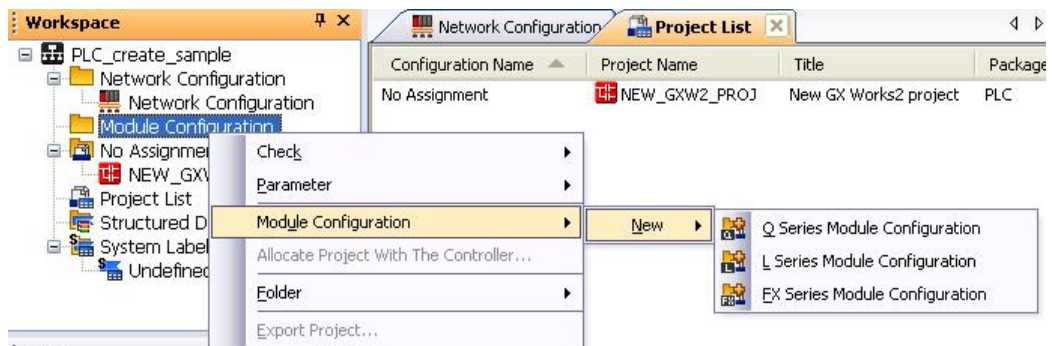 Workspace
PLC_create_sample
Network Configuration
Network Configuration
Module Configuration
No Assignme
NEW_GX
Project List
Structured D
System Label
Undefined
Network Configuration
Project List
Configuration Name
Project Name
Title
Package
No Assignment
NEW_GXW2_PROJ
New GX Works2 project
PLC
Check
Parameter
Module Configuration
Allocate Project With The Controller...
Folder
Export Project...
New
Q Series Module Configuration
L Series Module Configuration
FX Series Module Configuration